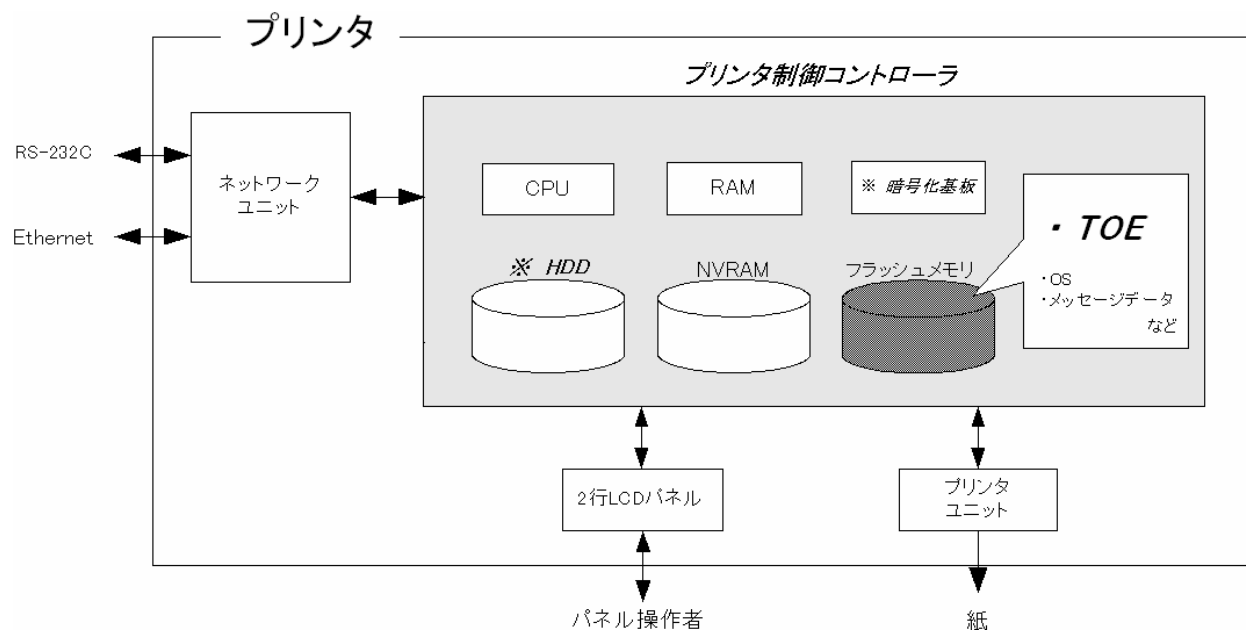 プリンタ
プリンタ制御コントローラ
RS-232C
Ethernet
ネットワーク
ユニット
CPU
RAM
※ 暗号化基板
・ TOE
・OS
・メッセージデータ
など
※ HDD
NVRAM
フラッシュメモリ
2行LCDパネル
プリンタ
ユニット
パネル操作者
紙